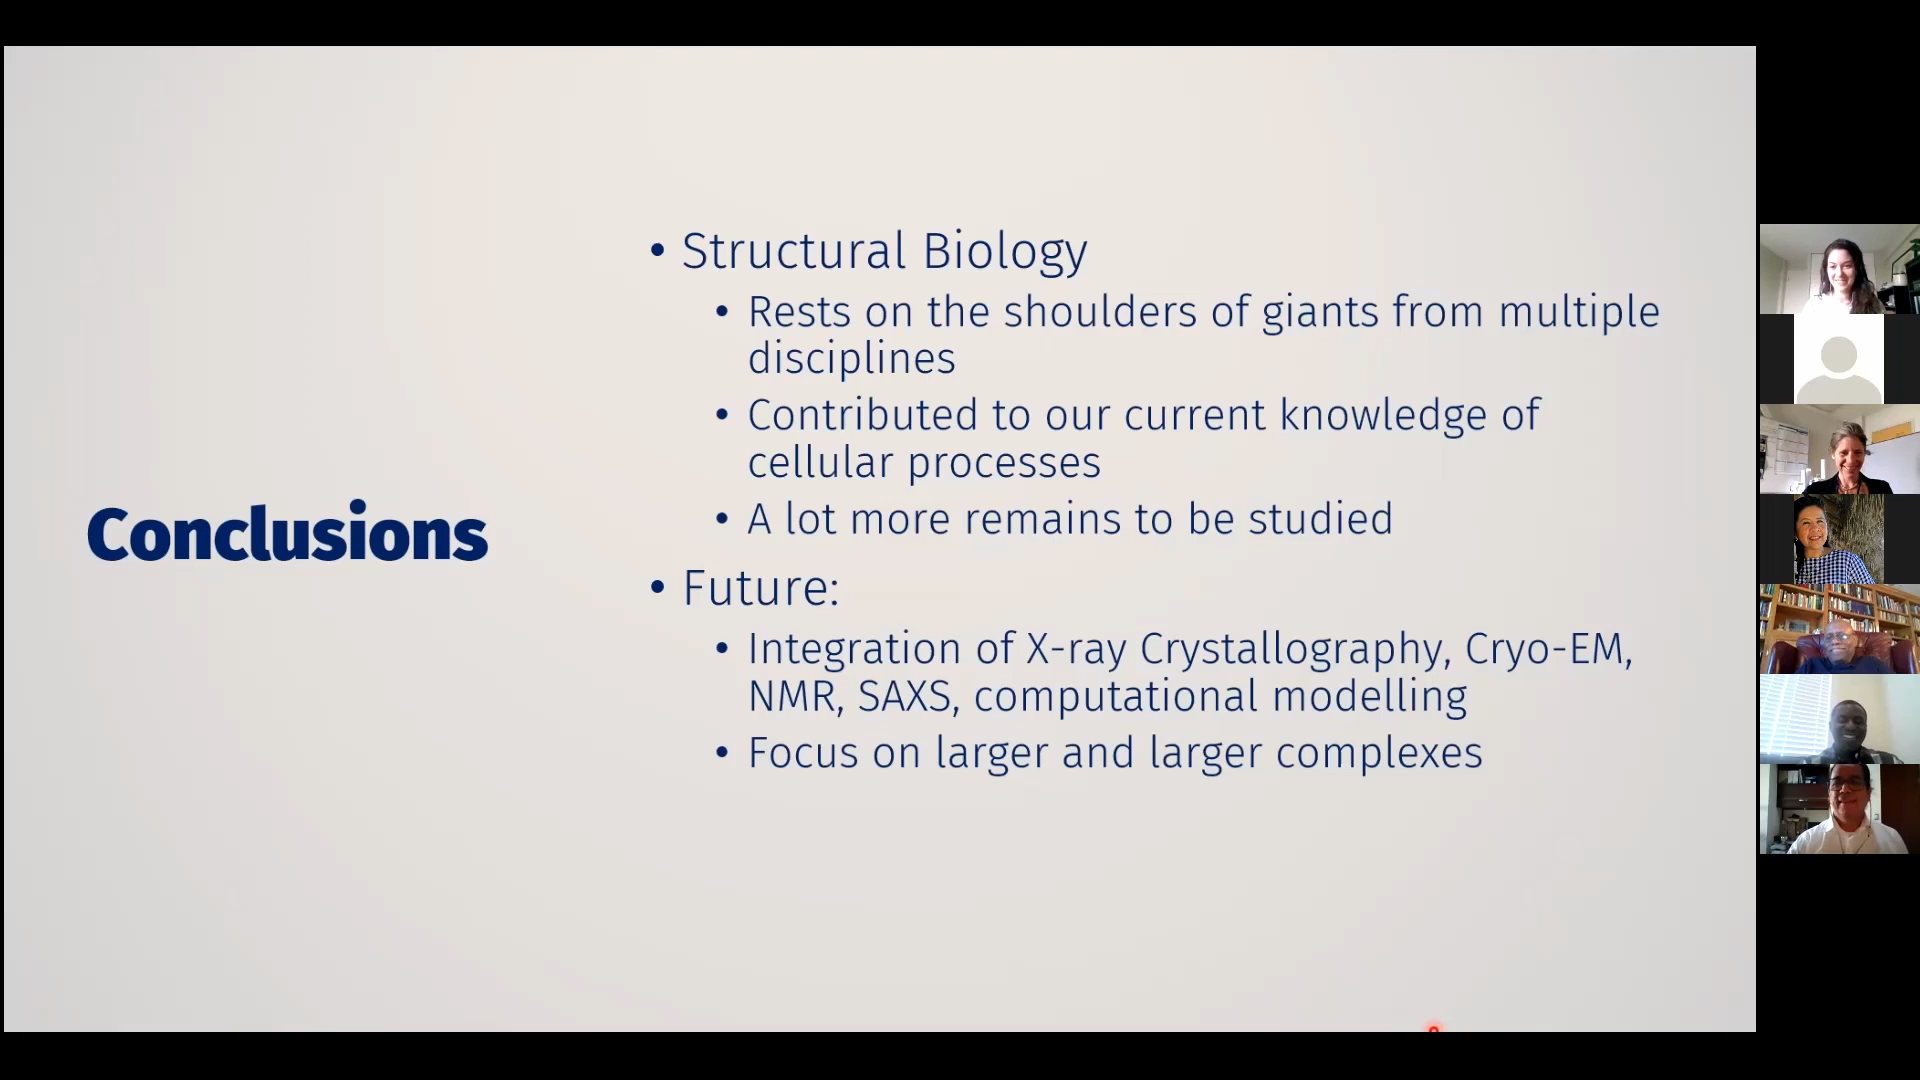 Conclusions
• Structural Biology
• Rests on the shoulders of giants from multiple
disciplines
• Contributed to our current knowledge of
cellular processes
• A lot more remains to be studied
• Future:
• Integration of X-ray Crystallography, Cryo-EM,
NMR, SAXS, computational modelling
• Focus on larger and larger complexes